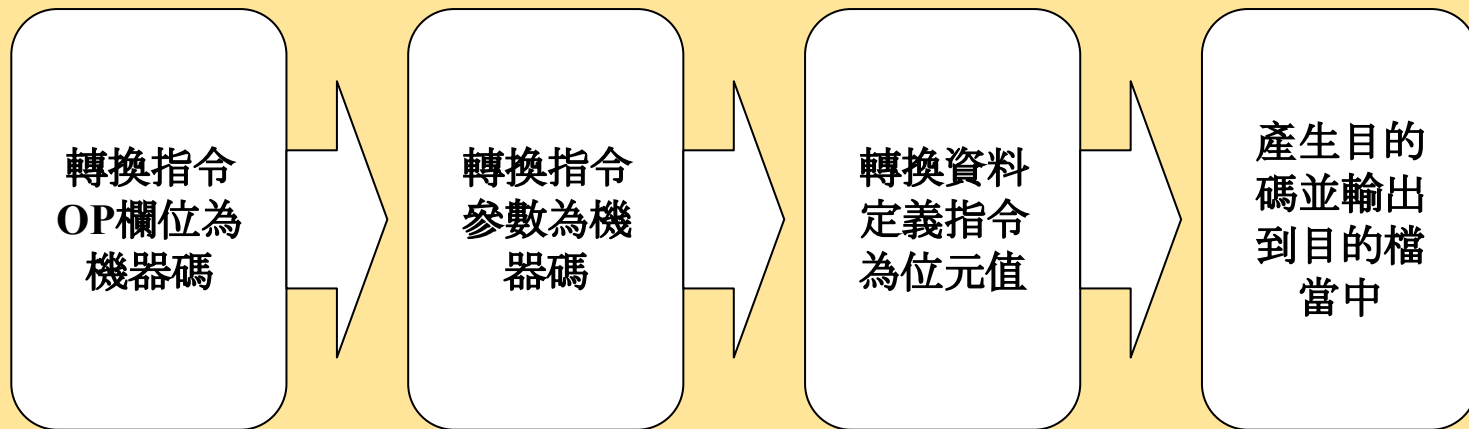 轉換指令
OP欄位為
機器碼
轉換指令
參數為機
器碼
轉換資料
定義指令
為位元值
產生目的
碼並輸出
到目的檔
當中